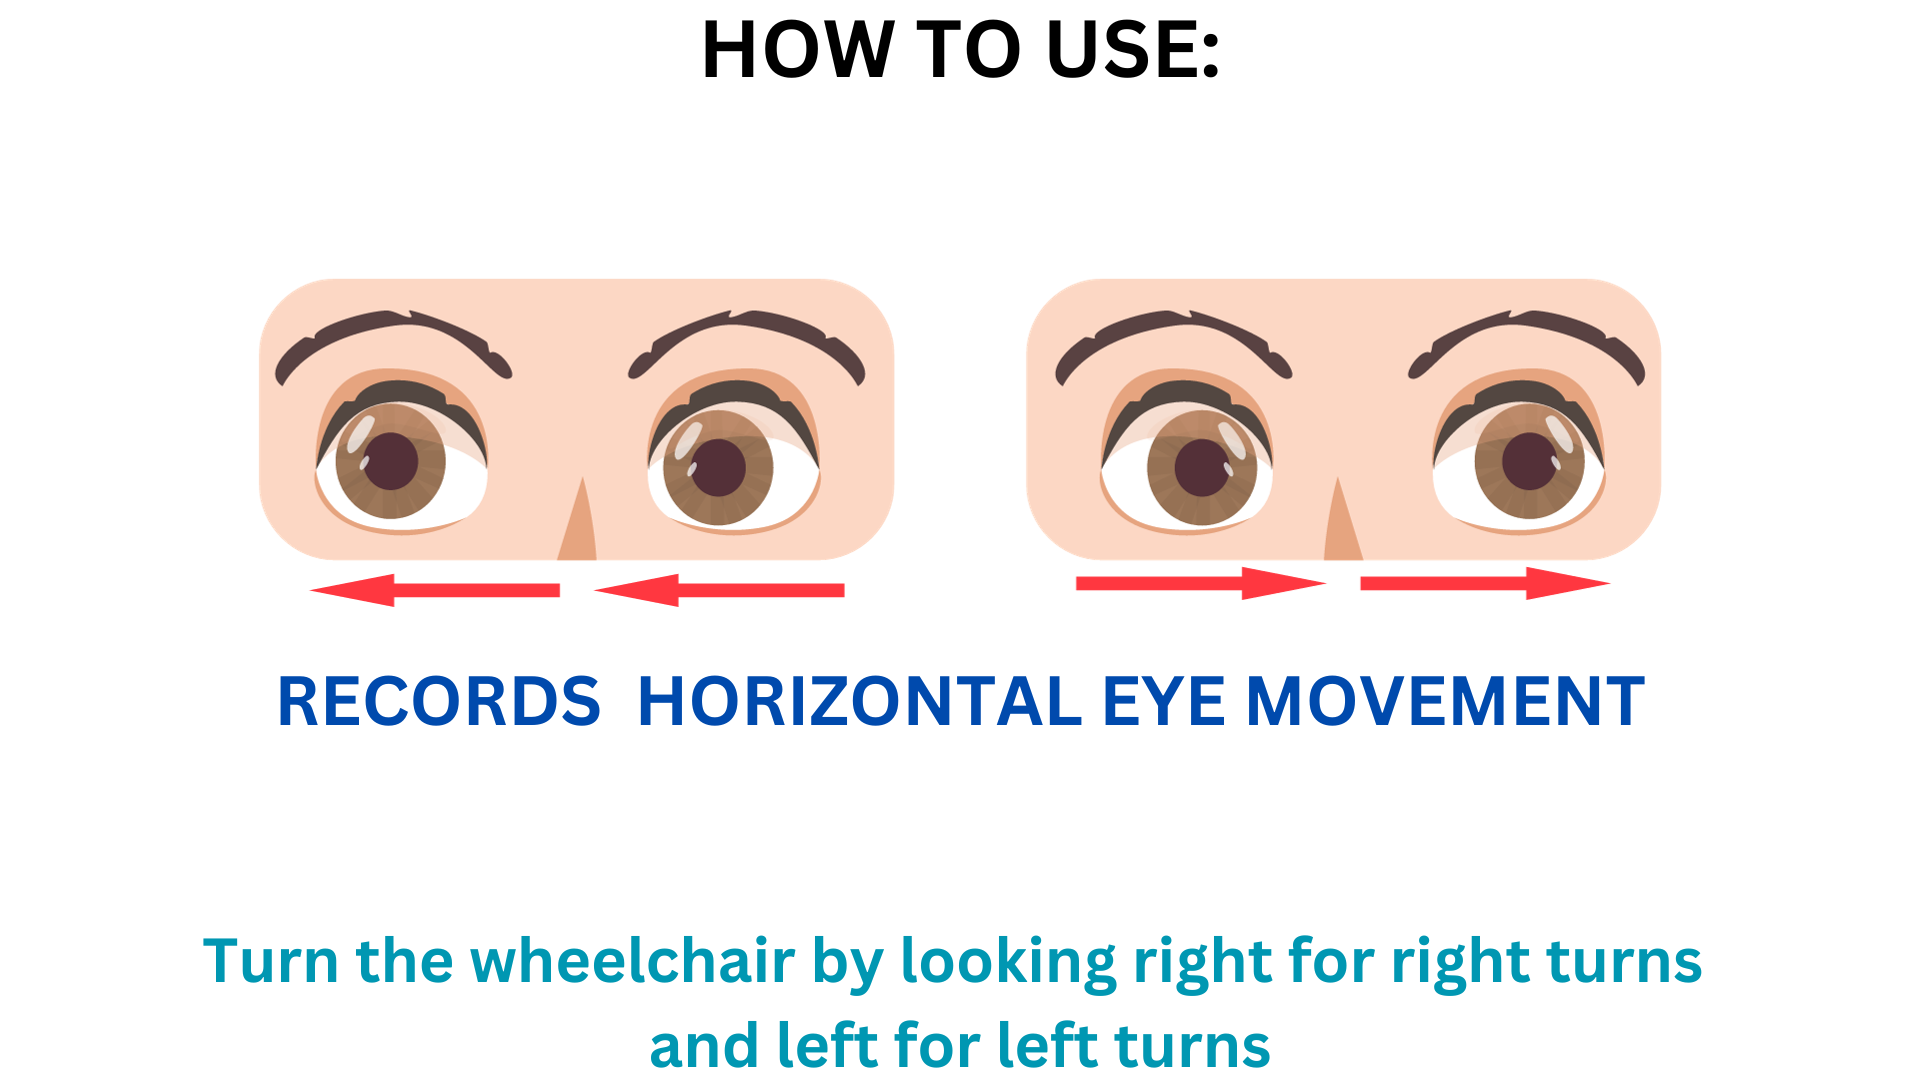 HOW TO USE:
RECORDS  HORIZONTAL EYE MOVEMENT
Turn the wheelchair by looking right for right turns
and left for left turns